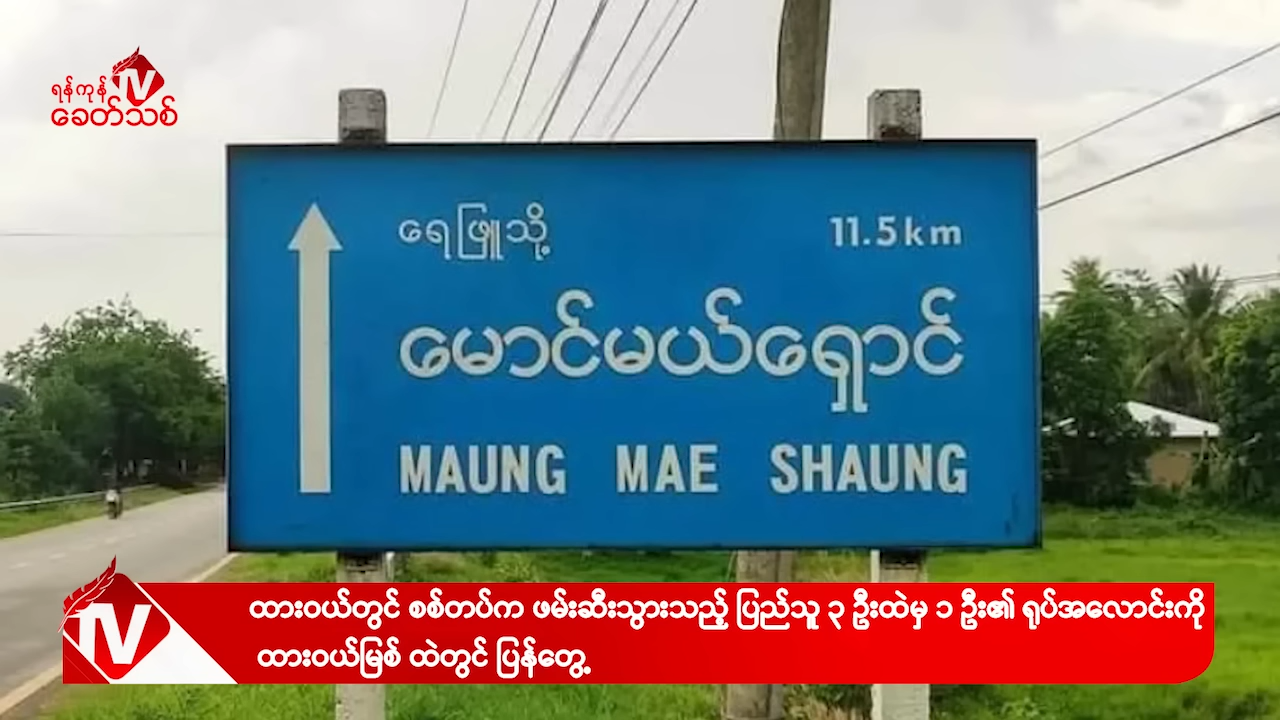 ရန်ကုန်
ခေတ်သစ်
TV
ရေဖြူသို့ 11.5km
မောင်မယ်ရှောင်
MAUNG MAE SHAUNG
TV
ထားဝယ်တွင် စစ်တပ်က ဖမ်းဆီးသွားသည့် ပြည်သူ ၃ ဦးထဲမှ ၁ ဦး၏ ရုပ်အလောင်းကို
ထားဝယ်မြစ် ထဲတွင် ပြန်တွေ့